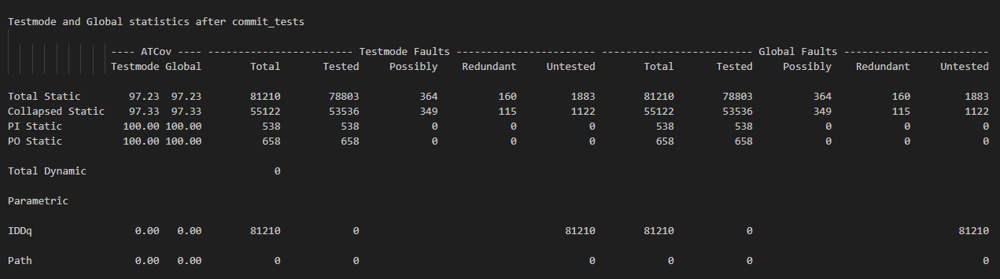 Testmode and Global statistics after commit_tests
---- ATCov ---- ------------------------ Testmode Faults ----------------------- ------------------------- Global Faults ------------------------
Testmode Global Total Tested Possibly Redundant Untested Total Tested Possibly Redundant Untested
Total Static 97.23 97.23 81210 78803 364 160 1883 81210 78803 364 160 1883
Collapsed Static 97.33 97.33 55122 53536 349 115 1122 55122 53536 349 115 1122
PI Static 100.00 100.00 538 538 0 0 0 538 538 0 0 0
PO Static 100.00 100.00 658 658 0 0 0 658 658 0 0 0
Total Dynamic 0
Parametric
IDDq 0.00 0.00 81210 0 81210 81210 0 81210
Path 0.00 0.00 0 0 0 0 0 0